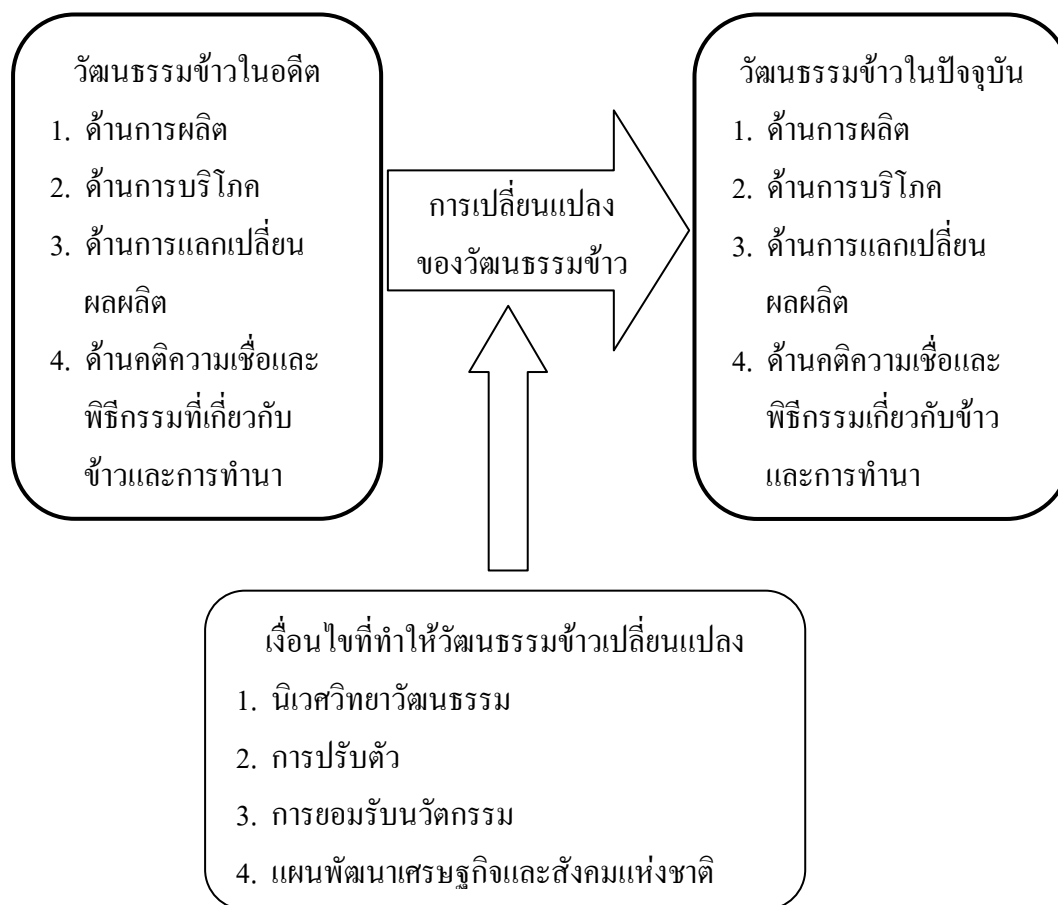 วัฒนธรรมข้าวในอดีต
1. ด้านการผลิต
2. ด้านการบริโภค
3. ด้านการแลกเปลี่ยน
ผลผลิต
4. ด้านคติความเชื่อและ
พิธีกรรมที่เกี่ยวกับ
ข้าวและการทำนา
การเปลี่ยนแปลง
ของวัฒนธรรมข้าว
วัฒนธรรมข้าวในปัจจุบัน
1. ด้านการผลิต
2. ด้านการบริโภค
3. ด้านการแลกเปลี่ยน
ผลผลิต
4. ด้านคติความเชื่อและ
พิธีกรรมเกี่ยวกับข้าว
และการทำนา
เงื่อนไขที่ทำให้วัฒนธรรมข้าวเปลี่ยนแปลง
1. นิเวศวิทยาวัฒนธรรม
2. การปรับตัว
3. การยอมรับนวัตกรรม
4. แผนพัฒนาเศรษฐกิจและสังคมแห่งชาติ